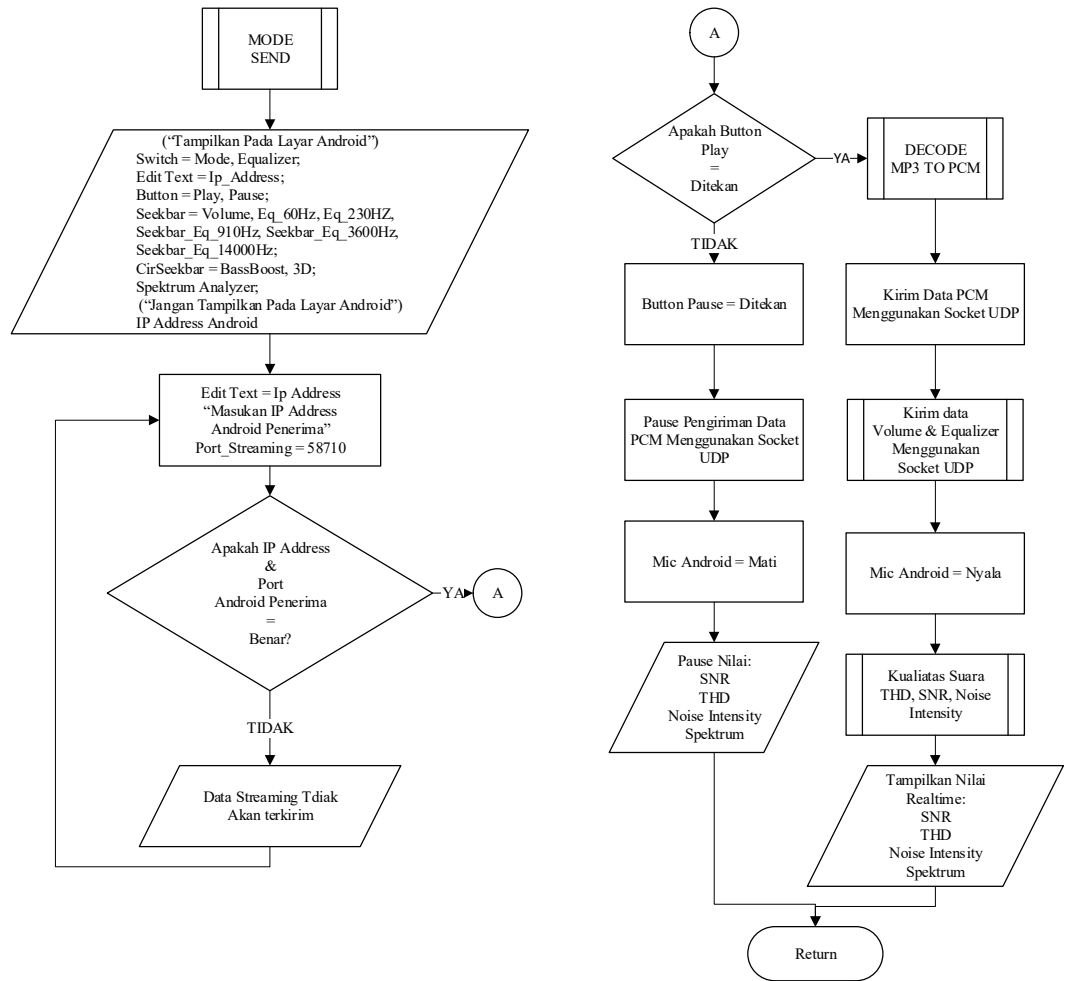 MODE
SEND
(“Tampilkan Pada Layar Android”)
Switch = Mode, Equalizer;
Edit Text = Ip_Address;
Button = Play, Pause;
Seekbar = Volume, Eq_60Hz, Eq_230HZ,
Seekbar_Eq_910Hz, Seekbar_Eq_3600Hz,
Seekbar_Eq_14000Hz;
CirSeekbar = BassBoost, 3D;
Spektrum Analyzer;
(“Jangan Tampilkan Pada Layar Android”)
IP Address Android
Edit Text = Ip Address
“Masukan IP Address
Android Penerima”
Port_Streaming = 58710
Apakah IP Address
&
Port
Android Penerima
=
Benar?
YA
A
TIDAK
Data Streaming Tdiak
Akan terkirim
A
Apakah Button
Play
=
Ditekan
YA
TIDAK
Button Pause = Ditekan
Pause Pengiriman Data
PCM Menggunakan Socket
UDP
Mic Android = Mati
Pause Nilai:
SNR
THD
Noise Intensity
Spektrum
DECODE
MP3 TO PCM
Kirim Data PCM
Menggunakan Socket UDP
Kirim data
Volume & Equalizer
Menggunakan
Socket UDP
Mic Android = Nyala
Kualiatas Suara
THD, SNR, Noise
Intensity
Tampilkan Nilai
Realtime:
SNR
THD
Noise Intensity
Spektrum
Return